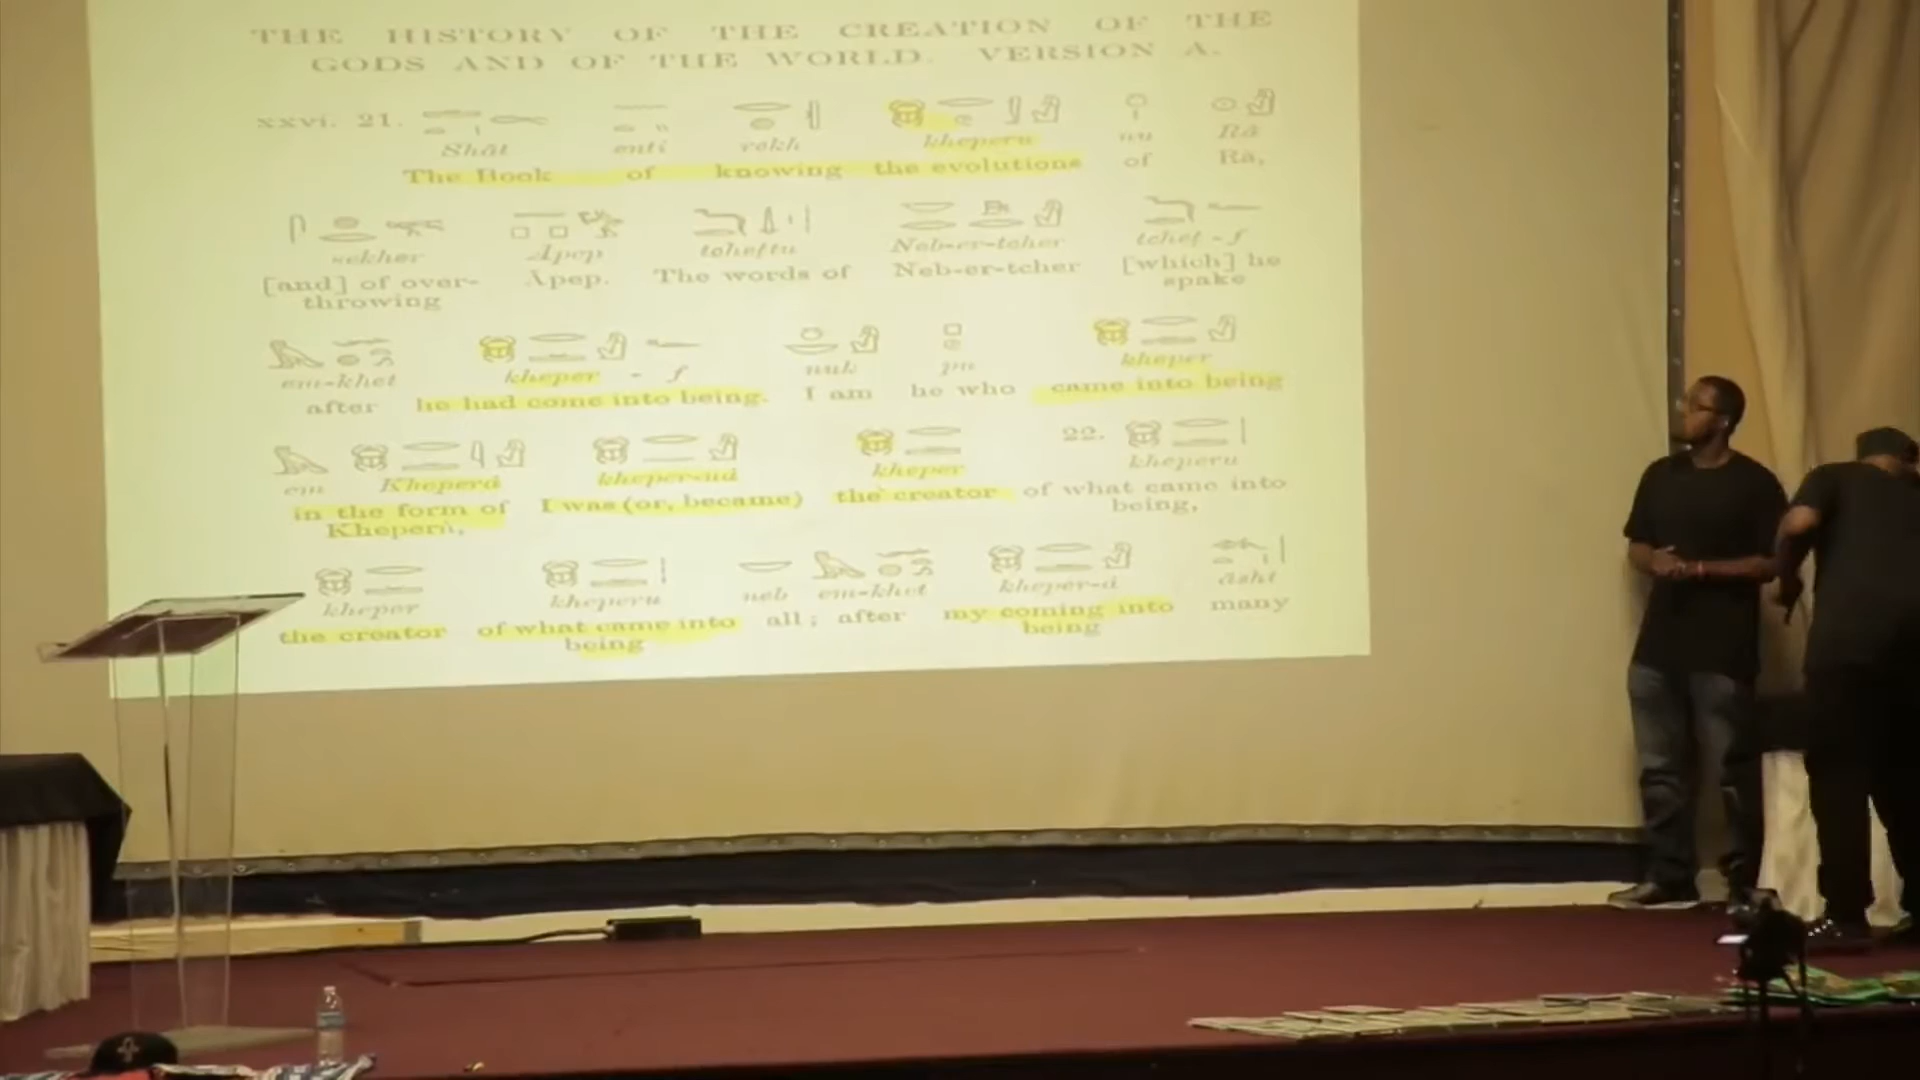 THE HISTORY OF THE CREATION OF THE
GODS AND OF THE WORLD. VERSION A.
xxvi. 21.
Shāt enti rekh kheperu nu Rā
The Book of knowing the evolutions of Rā,
sekher Āpep tchettu Neb-er-tcher tchet-f
[and] of over- Āpep. The words of Neb-er-tcher [which] he
throwing spake
em-khet kheper - f nuk pu kheper
after he had come into being. I am he who came into being
22.
em Kheperà kheper-nà kheper kheperu
in the form of I was (or, became) the creator of what came into
Kheperà, being,
kheper kheperu neb em-khet kheper-à āsht
the creator of what came into all; after my coming into many
being being